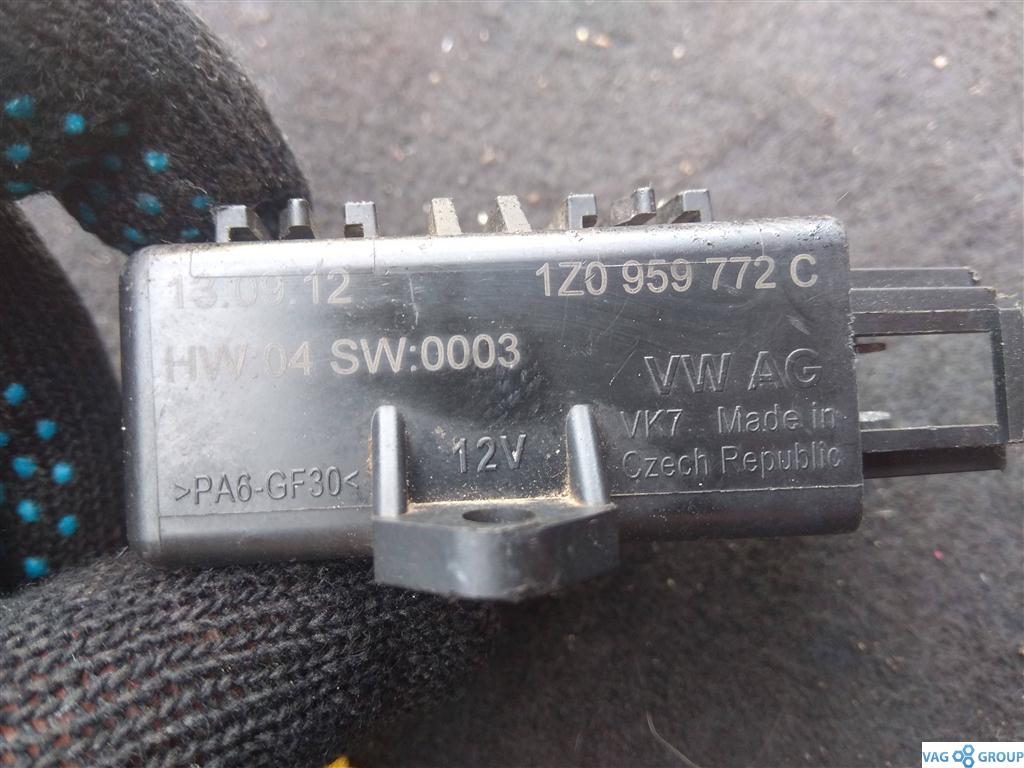 13.09.12 1Z0 959 772 C
HW:04 SW:0003
VW AG
12V VK7 Made in
>PA6-GF30< Czech Republic
VAG GROUP